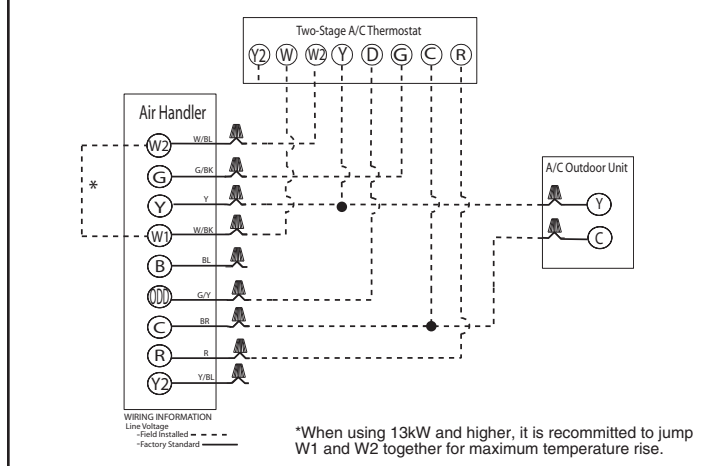 Two-Stage A/C Thermostat
Y2 W W2 Y D G C R
Air Handler
W2 W/BL
G G/BK
Y Y
W1 W/BK
B BL
ODD G/Y
C BR
R R
Y2 Y/BL
*
A/C Outdoor Unit
Y
C
WIRING INFORMATION
Line Voltage
-Field Installed
-Factory Standard
*When using 13kW and higher, it is recommitted to jump
W1 and W2 together for maximum temperature rise.